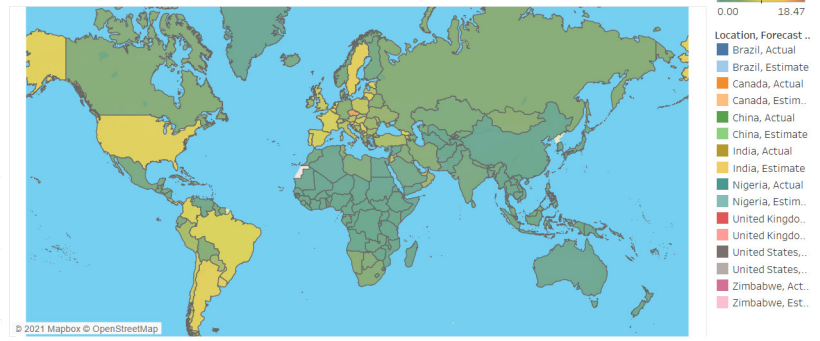 0.00 18.47
Location, Forecast ..
Brazil, Actual
Brazil, Estimate
Canada, Actual
Canada, Estim..
China, Actual
China, Estimate
India, Actual
India, Estimate
Nigeria, Actual
Nigeria, Estim..
United Kingdo..
United Kingdo..
United States,..
United States,..
Zimbabwe, Act..
Zimbabwe, Est..
© 2021 Mapbox © OpenStreetMap